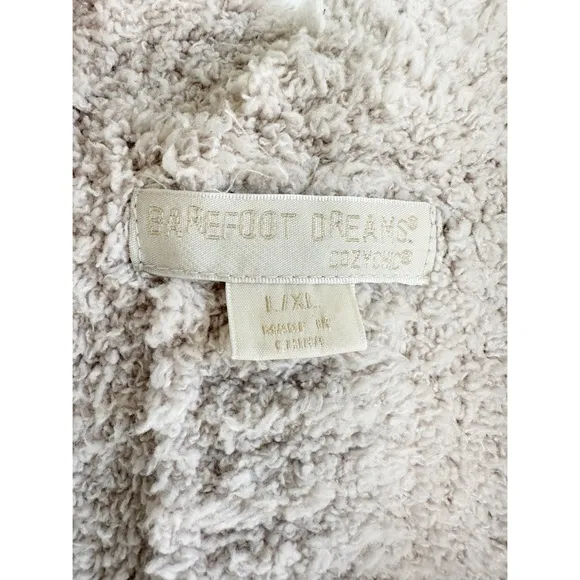 BAREFOOT DREAMS®
COZYCHIC®
L/XL
MADE IN
CHINA